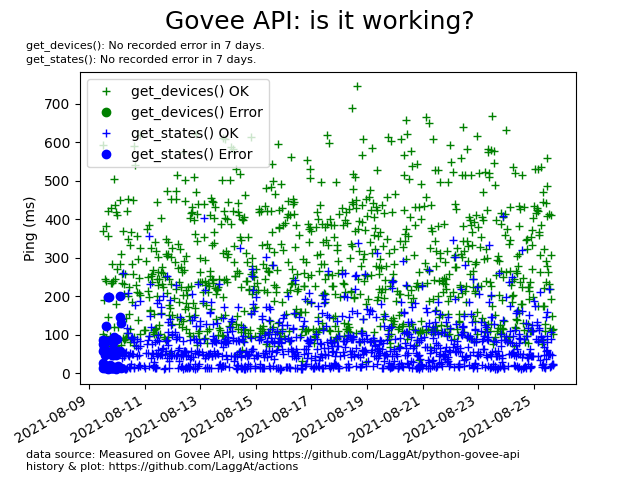 Govee API: is it working?
get_devices(): No recorded error in 7 days.
get_states(): No recorded error in 7 days.
get_devices() OK
get_devices() Error
get_states() OK
get_states() Error
Ping (ms)
700
600
500
400
300
200
100
0
2021-08-09
2021-08-11
2021-08-13
2021-08-15
2021-08-17
2021-08-19
2021-08-21
2021-08-23
2021-08-25
data source: Measured on Govee API, using https://github.com/LaggAt/python-govee-api
history & plot: https://github.com/LaggAt/actions